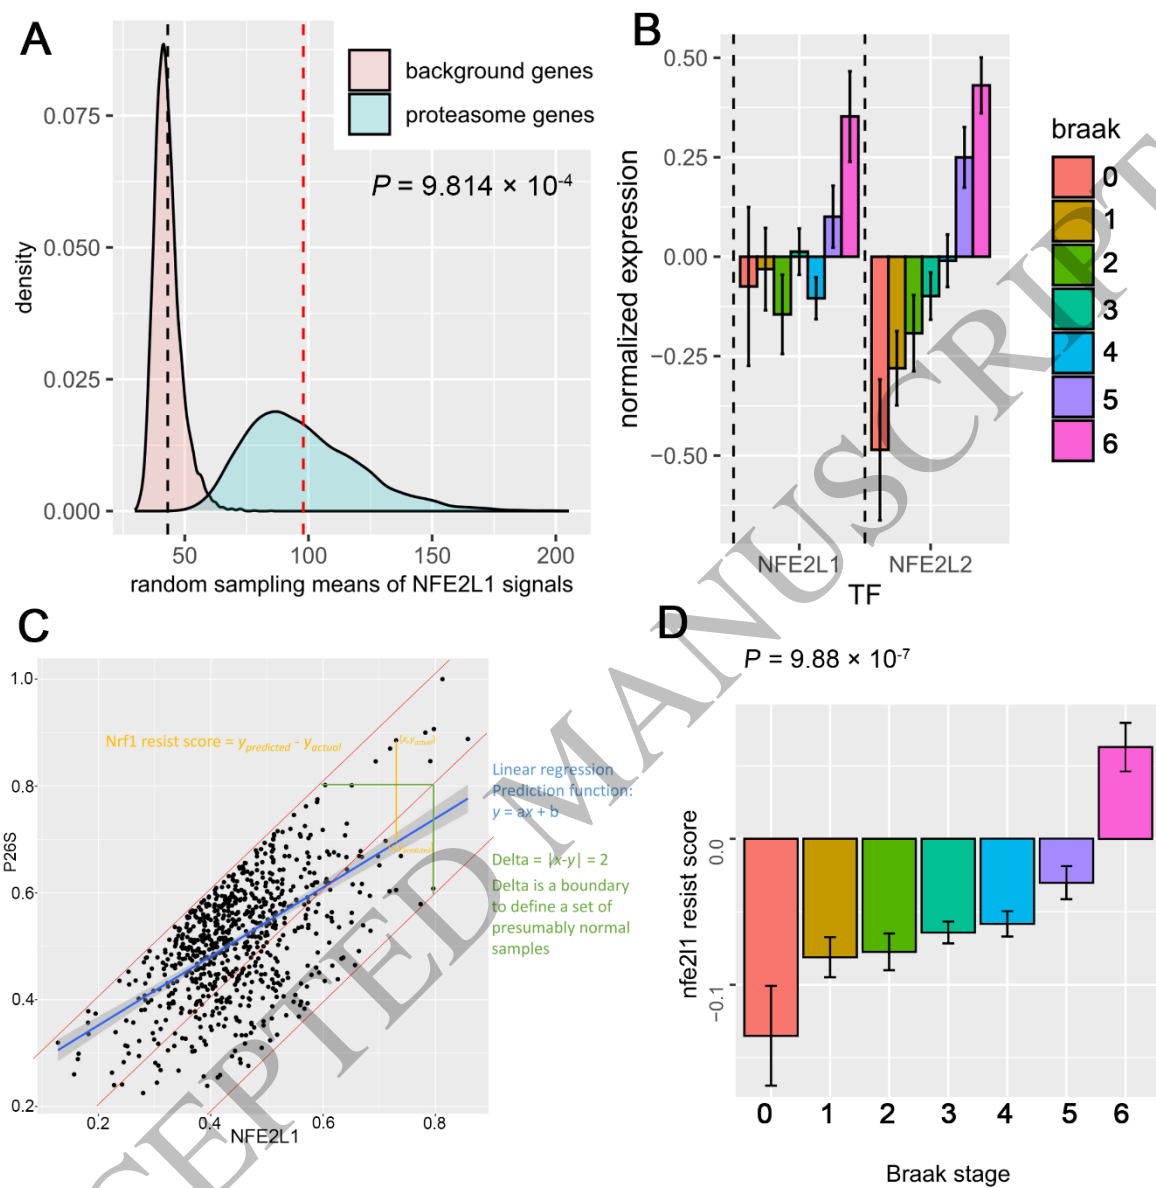 A
background genes
proteasome genes
P = 9.814 × 10-4
0.075
0.050
0.025
0.000
density
50
100
150
200
random sampling means of NFE2L1 signals
B
0.50
0.25
0.00
−0.25
−0.50
normalized expression
NFE2L1
NFE2L2
TF
braak
0
1
2
3
4
5
6
C
1.0
0.8
0.6
0.4
0.2
P26S
Nrf1 resist score = ypredicted - yactual
|x,yactual|
Linear regression
Prediction function:
y = ax + b
Delta = |x-y| = 2
Delta is a boundary
to define a set of
presumably normal
samples
0.2
0.4
0.6
0.8
NFE2L1
D
P = 9.88 × 10-7
0.0
−0.1
nfe2l1 resist score
0
1
2
3
4
5
6
Braak stage
CEPTED MANUSCRIPT